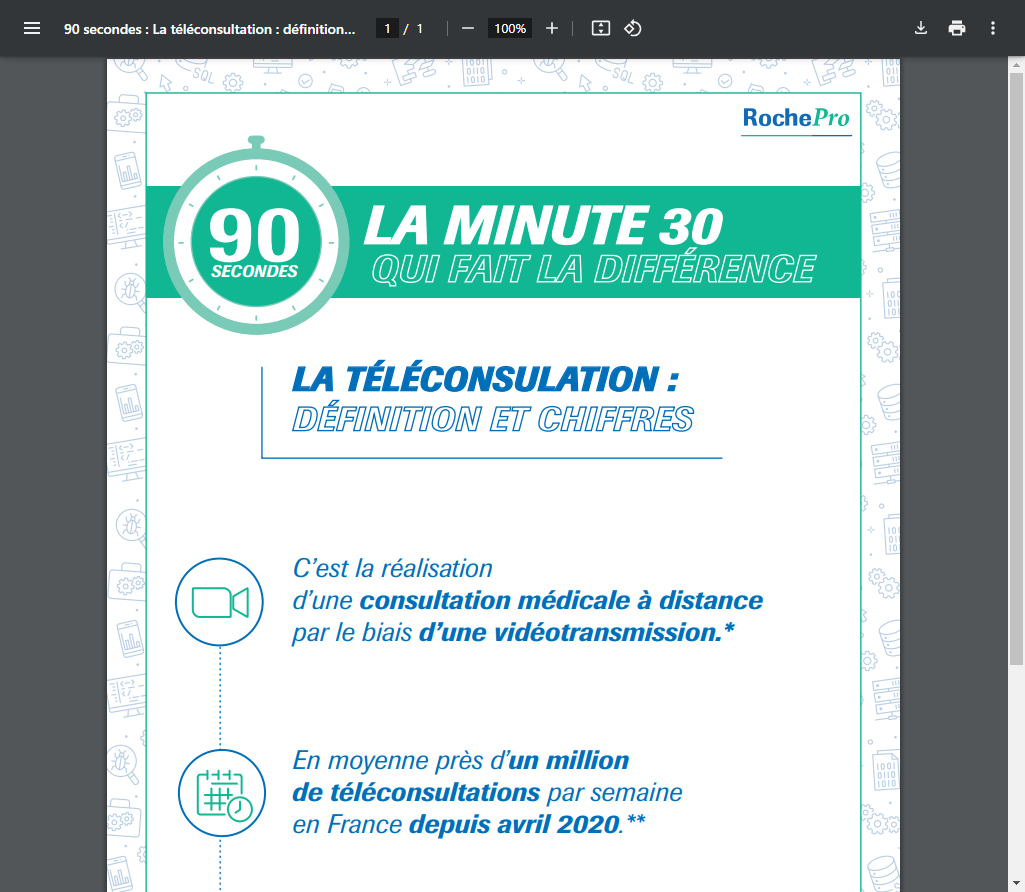 90 secondes : La téléconsultation : définition...
1 / 1
100%
RochePro
90
SECONDES
LA MINUTE 30
QUI FAIT LA DIFFÉRENCE
LA TÉLÉCONSULATION :
DÉFINITION ET CHIFFRES
C'est la réalisation
d'une consultation médicale à distance
par le biais d'une vidéotransmission.*
En moyenne près d'un million
de téléconsultations par semaine
en France depuis avril 2020.**
SQL
SQL